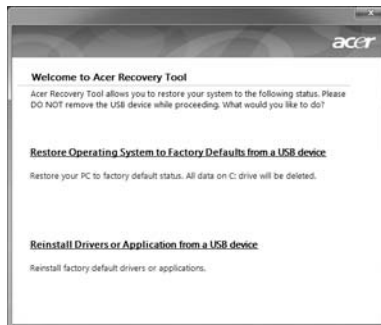 acer
Welcome to Acer Recovery Tool
Acer Recovery Tool allows you to restore your system to the following status. Please
DO NOT remove the USB device while proceeding. What would you like to do?
Restore Operating System to Factory Defaults from a USB device
Restore your PC to factory default status. All data on C: drive will be deleted.
Reinstall Drivers or Application from a USB device
Reinstall factory default drivers or applications.